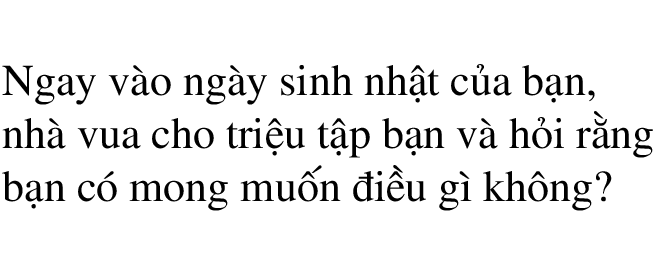 Ngay vào ngày sinh nhật của bạn,
nhà vua cho triệu tập bạn và hỏi rằng
bạn có mong muốn điều gì không?